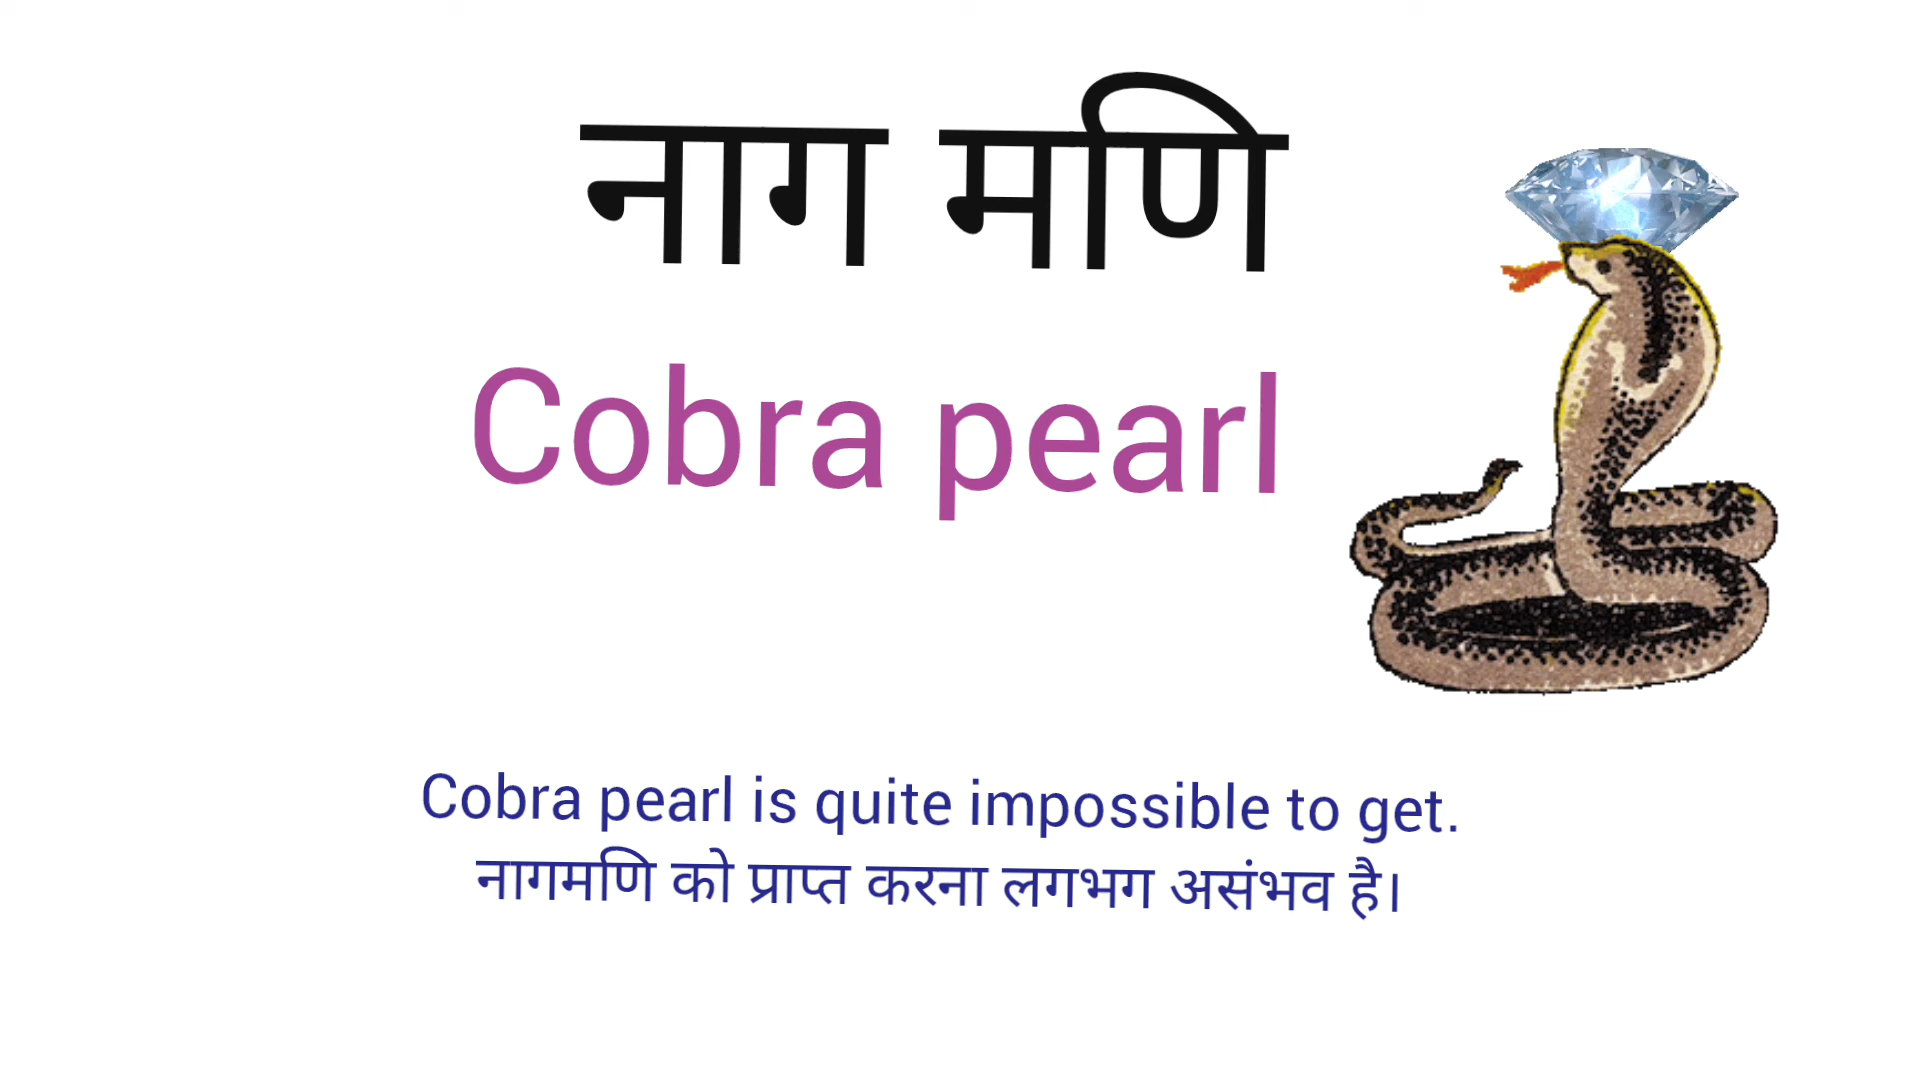 नाग मणि
Cobra pearl
Cobra pearl is quite impossible to get.
नागमणि को प्राप्त करना लगभग असंभव है।